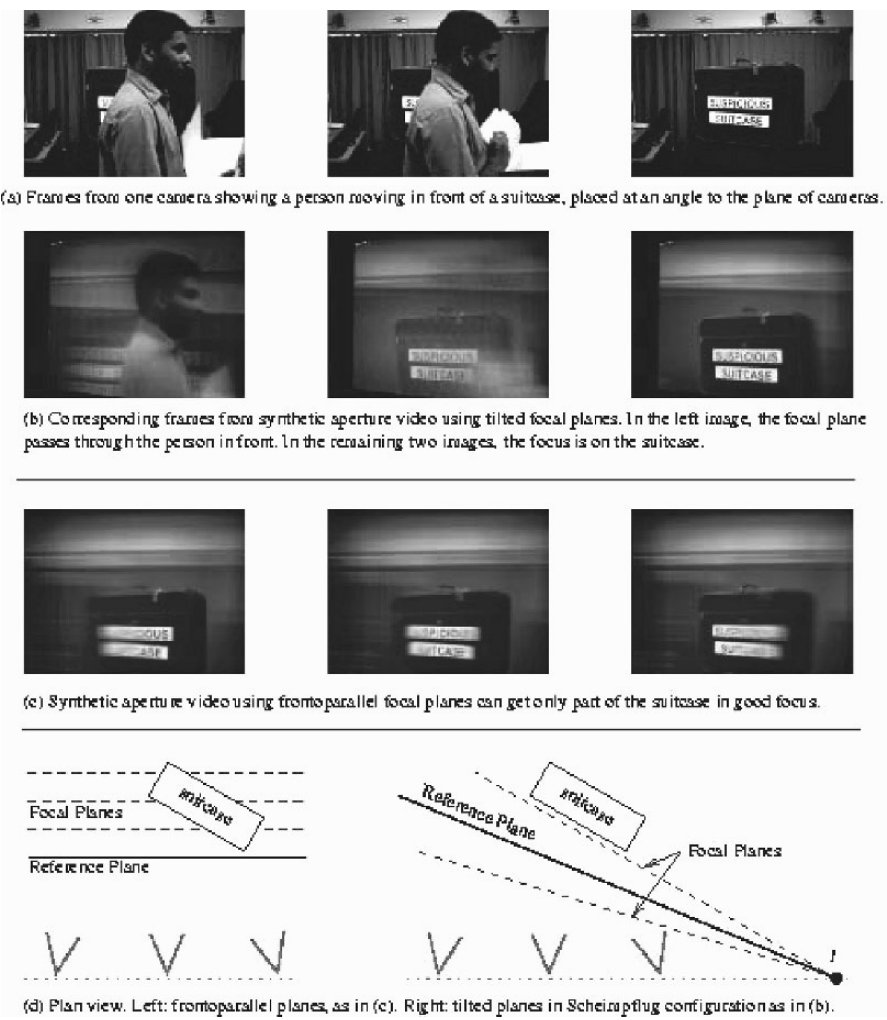 SUSPICIOUS
SUITCASE
(a) Frames from one camera showing a person moving in front of a suitcase, placed at an angle to the plane of cameras.
SUSPICIOUS
SUITCASE
SUSPICIOUS
SUITCASE
(b) Corresponding frames from synthetic aperture video using tilted focal planes. In the left image, the focal plane
passes through the person in front. In the remaining two images, the focus is on the suitcase.
(c) Synthetic aperture video using frontoparallel focal planes can get only part of the suitcase in good focus.
suitcase
Focal Planes
Reference Plane
suitcase
Reference Plane
Focal Planes
l
(d) Plan view. Left: frontoparallel planes, as in (c). Right: tilted planes in Scheimpflug configuration as in (b).